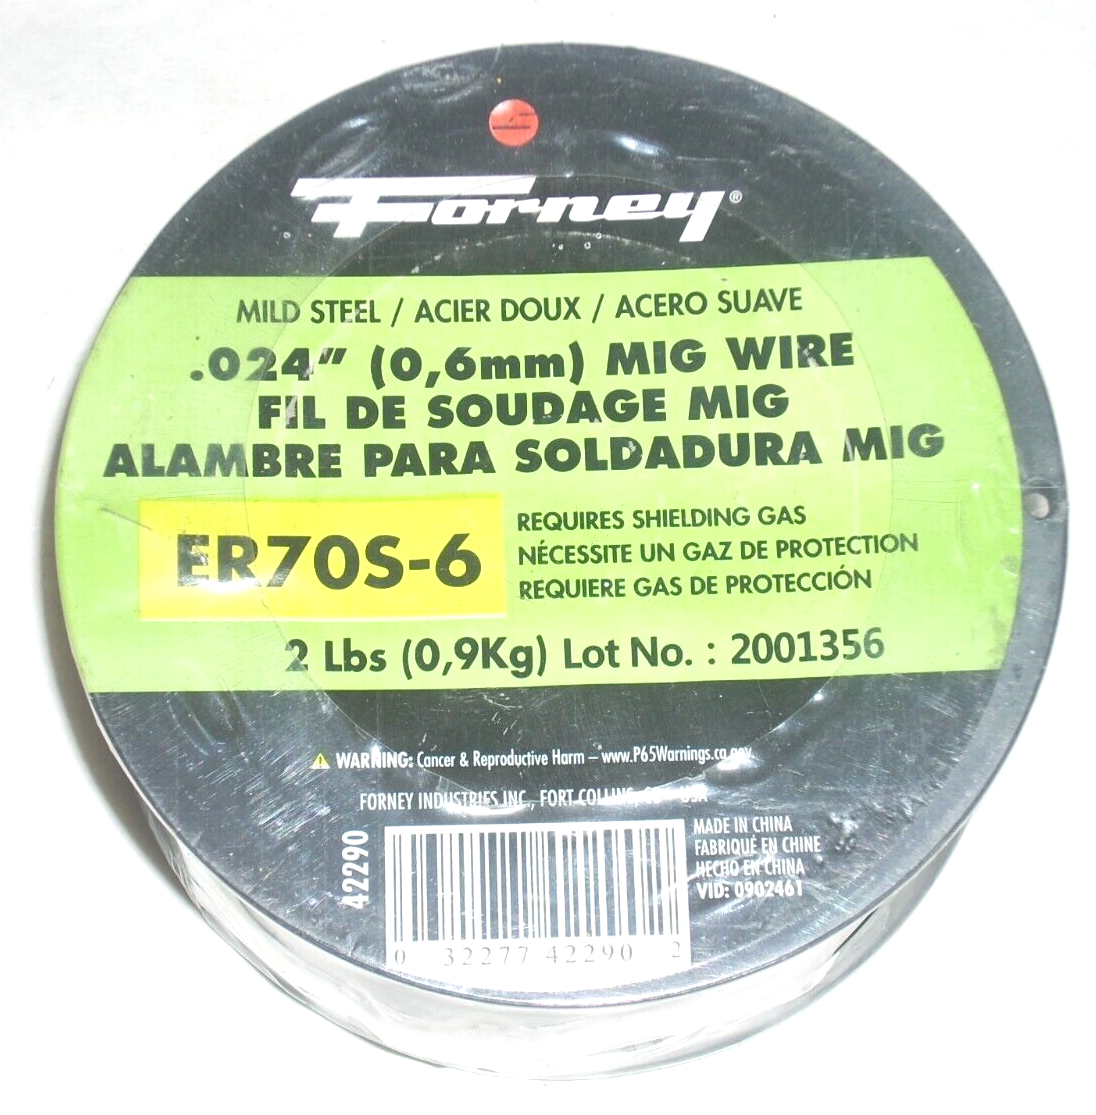 Forney®
MILD STEEL / ACIER DOUX / ACERO SUAVE
.024" (0,6mm) MIG WIRE
FIL DE SOUDAGE MIG
ALAMBRE PARA SOLDADURA MIG
ER70S-6
REQUIRES SHIELDING GAS
NÉCESSITE UN GAZ DE PROTECTION
REQUIERE GAS DE PROTECCIÓN
2 Lbs (0,9Kg) Lot No. : 2001356
WARNING: Cancer & Reproductive Harm – www.P65Warnings.ca.gov.
FORNEY INDUSTRIES INC., FORT COLLINS, USA
42290
MADE IN CHINA
FABRIQUÉ EN CHINE
HECHO EN CHINA
VID: 0902461
0 32277 42290 2